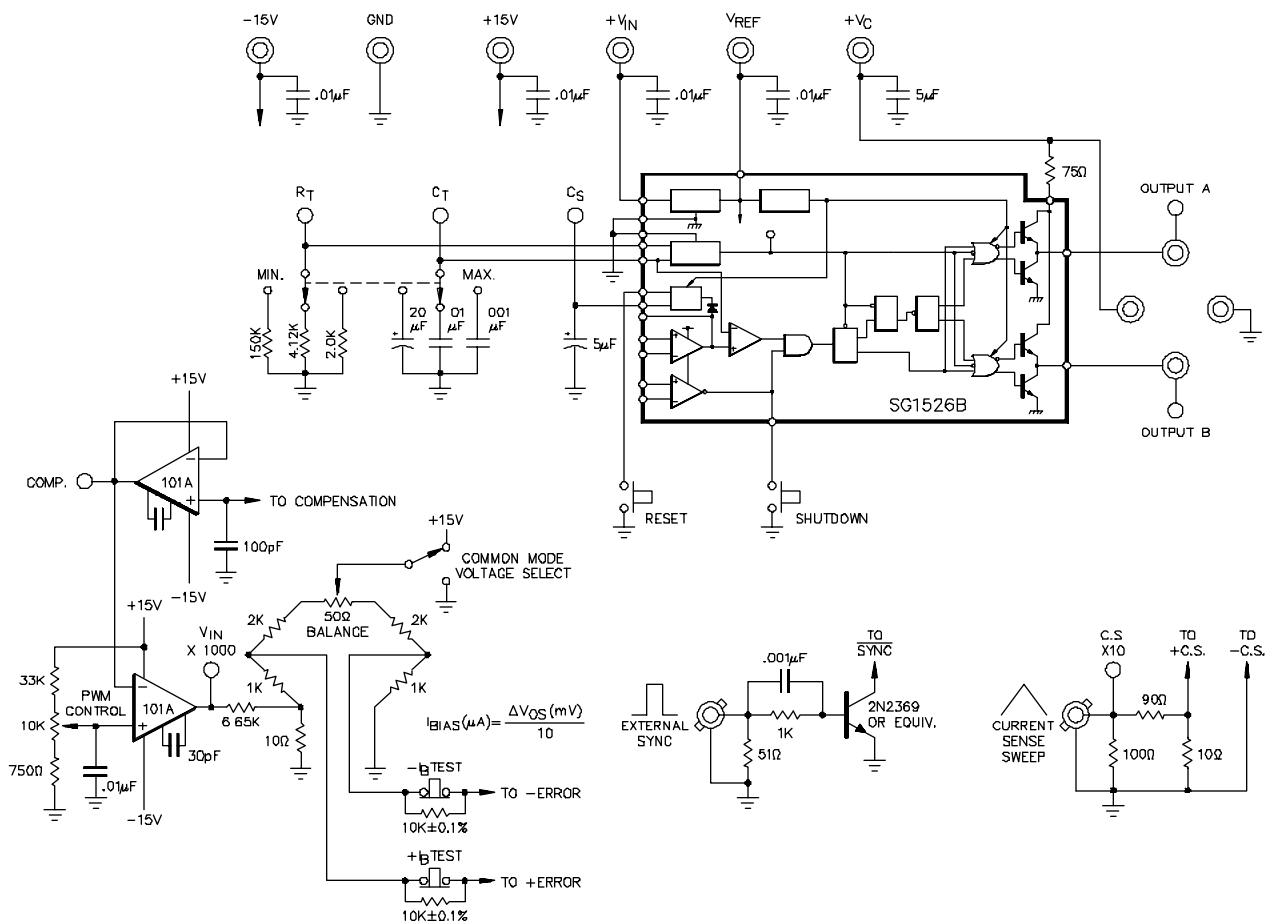 -15V
GND
+15V
+VIN
VREF
+VC
.01µF
.01µF
.01µF
.01µF
5µF
75Ω
OUTPUT A
RT
CT
CS
MIN.
MAX.
150K
4.12K
2.0K
20 µF
.01 µF
.001 µF
5µF
SG1526B
OUTPUT B
+15V
COMP.
101A
TO COMPENSATION
100pF
-15V
RESET
SHUTDOWN
+15V
COMMON MODE
VOLTAGE SELECT
50Ω
BALANCE
2K
2K
1K
1K
+15V
VIN
X 1000
33K
PWM
CONTROL
10K
101A
6 65K
10Ω
750Ω
.01µF
30pF
-15V
IBIAS(µA)= ΔVOS(mV)
10
-IB TEST
TO -ERROR
10K±0.1%
+IB TEST
TO +ERROR
10K±0.1%
TO
SYNC
.001µF
EXTERNAL
SYNC
1K
51Ω
2N2369
OR EQUIV.
C.S
X10
TO
+C.S.
TO
-C.S.
90Ω
CURRENT
SENSE
SWEEP
100Ω
10Ω